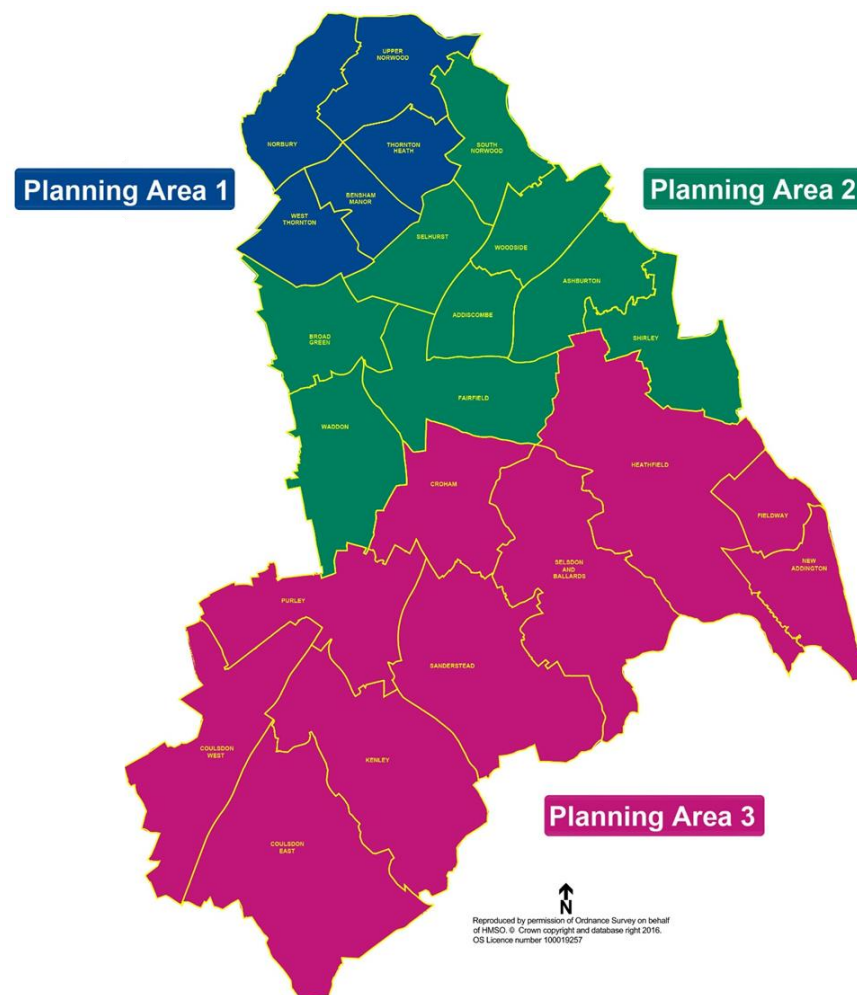 UPPER
NORWOOD
NORBURY
THORNTON
HEATH
SOUTH
NORWOOD
Planning Area 1
Planning Area 2
BENSHAM
MANOR
WEST
THORNTON
SELHURST
WOODSIDE
ASHBURTON
ADDISCOMBE
BROAD
GREEN
SHIRLEY
FAIRFIELD
WADDON
HEATHFIELD
CROHAM
FIELDWAY
SELSDON
AND
BALLARDS
NEW
ADDINGTON
PURLEY
SANDERSTEAD
COULSDON
WEST
KENLEY
Planning Area 3
COULSDON
EAST
N
Reproduced by permission of Ordnance Survey on behalf
of HMSO. © Crown copyright and database right 2016.
OS Licence number 100019257